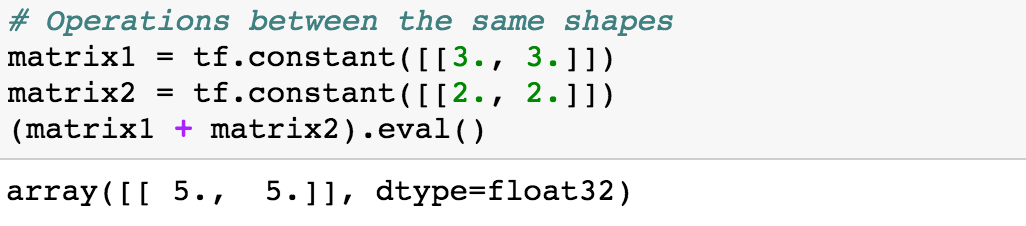 # Operations between the same shapes
matrix1 = tf.constant([[3., 3.]])
matrix2 = tf.constant([[2., 2.]])
(matrix1 + matrix2).eval()
array([[ 5.,  5.]], dtype=float32)